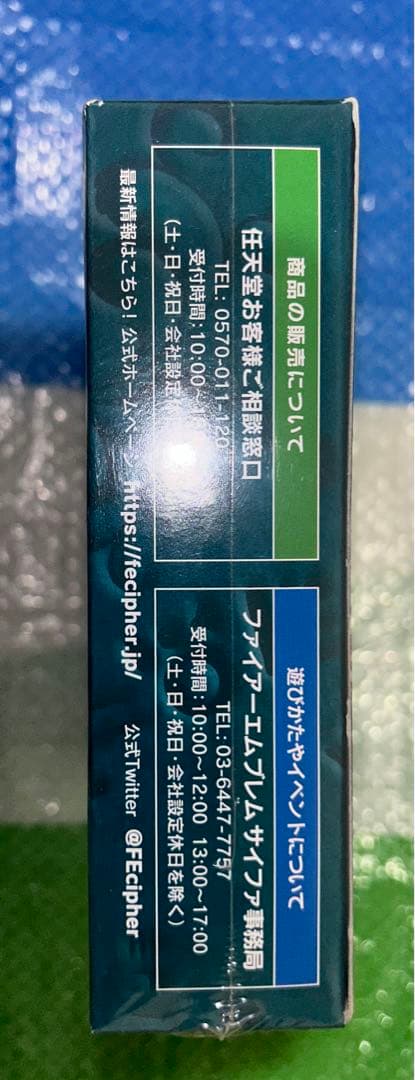 商品の販売について
任天堂お客様ご相談窓口
TEL: 0570-011-120
受付時間:10:00〜
(土・日・祝日・会社設定
遊びかたやイベントについて
ファイアーエムブレムサイファ事務局
TEL: 03-6447-7757
受付時間:10:00〜12:00 13:00〜17:00
(土・日・祝日・会社設定休日を除く)
最新情報はこちら! 公式ホームページ https://fecipher.jp/ 公式Twitter @FEcipher